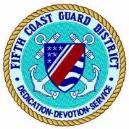 FIFTH COAST GUARD DISTRICT
DEDICATION-DEVOTION-SERVICE